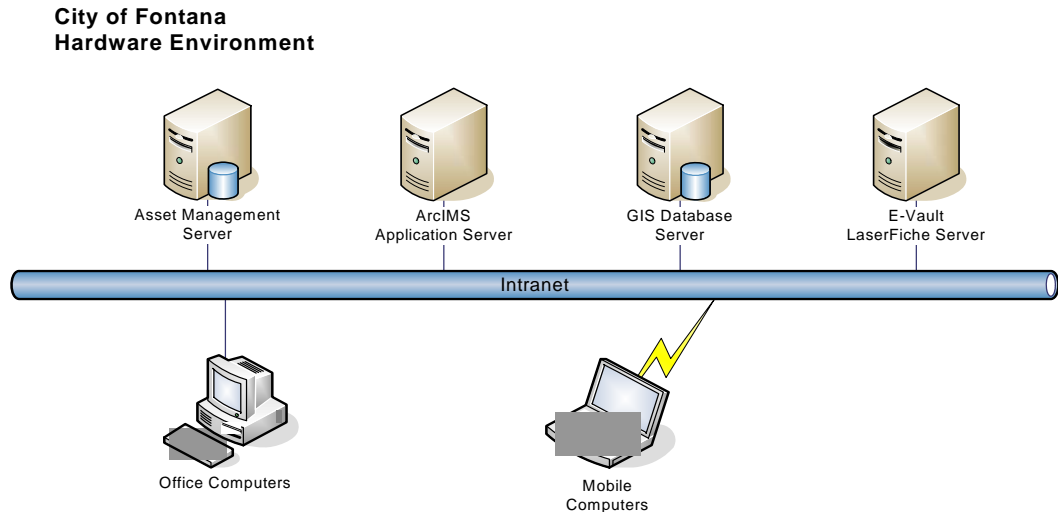 City of Fontana
Hardware Environment
Asset Management
Server
ArcIMS
Application Server
GIS Database
Server
E-Vault
LaserFiche Server
Intranet
Office Computers
Mobile
Computers